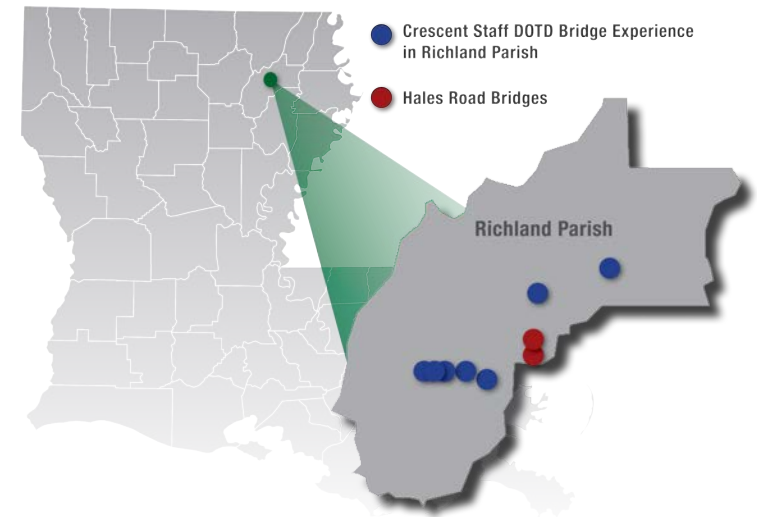 Crescent Staff DOTD Bridge Experience
in Richland Parish
Hales Road Bridges
Richland Parish